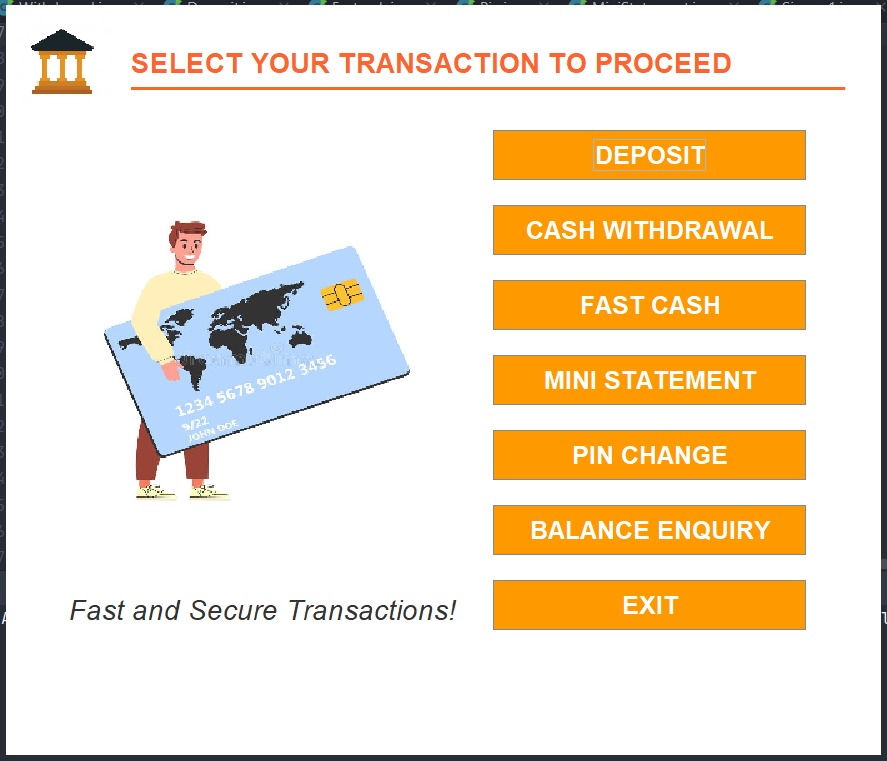 SELECT YOUR TRANSACTION TO PROCEED
DEPOSIT
CASH WITHDRAWAL
FAST CASH
MINI STATEMENT
PIN CHANGE
BALANCE ENQUIRY
EXIT
1234 5678 9012 3456
9/22
JOHN DOE
Fast and Secure Transactions!